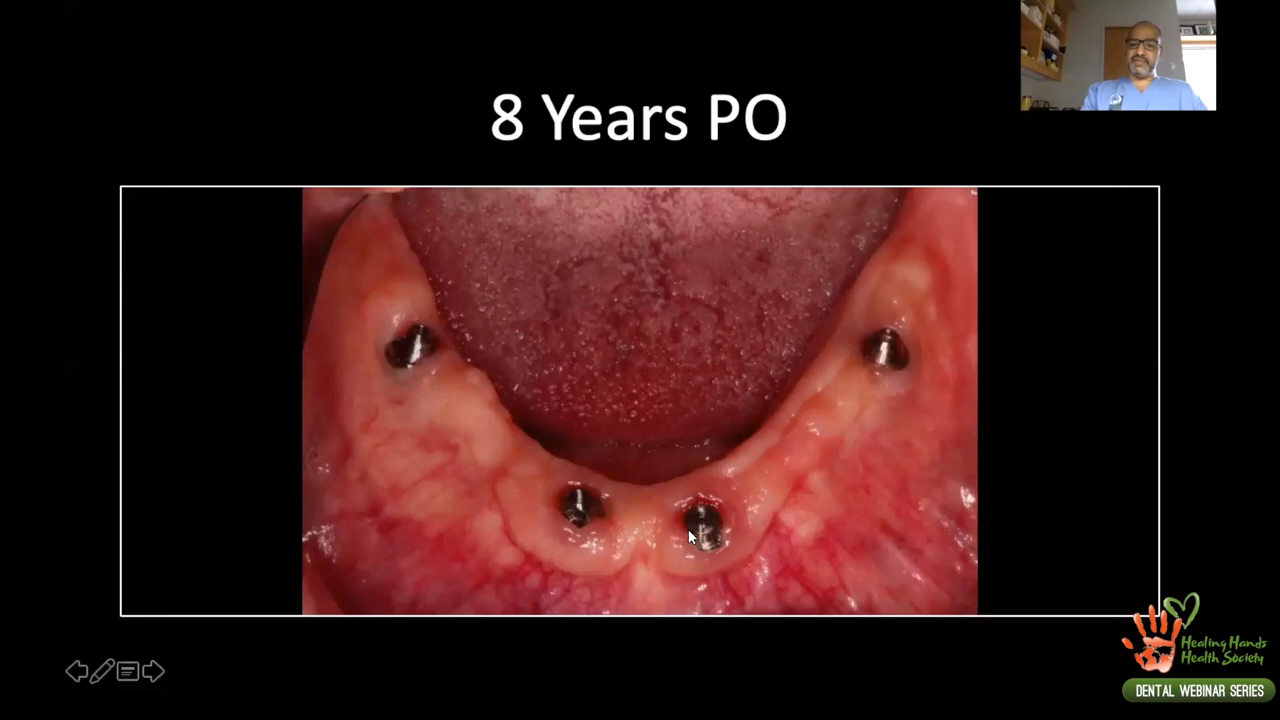 8 Years PO
Healing Hands
Health Society
DENTAL WEBINAR SERIES